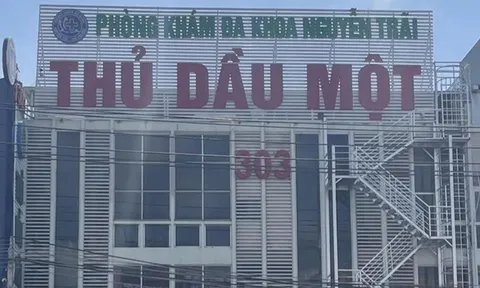 PHÒNG KHÁM ĐA KHOA NGUYỄN TRÃI
THỦ DẦU MỘT
303